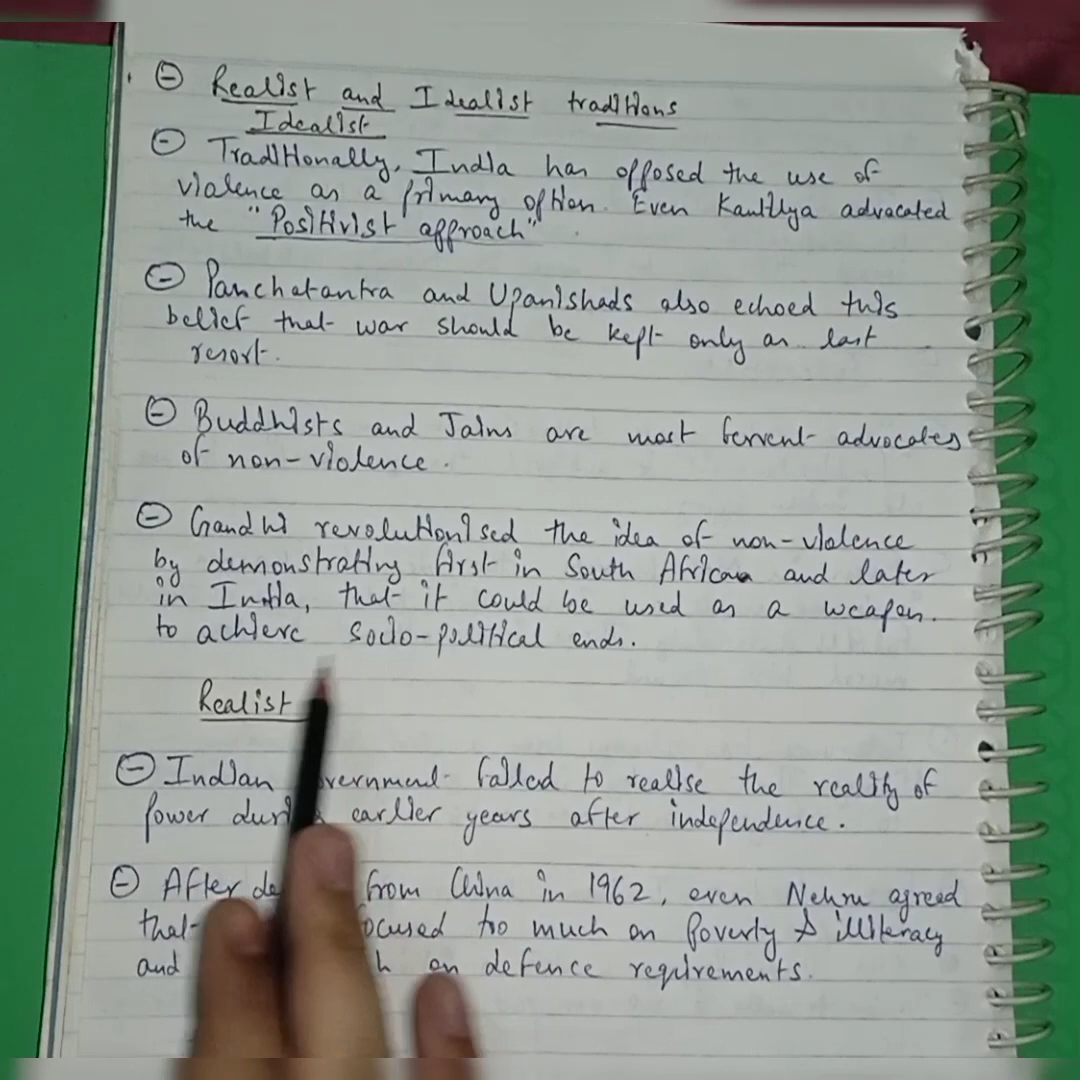 Realist and Idealist traditions
Idealist
Traditionally, India has opposed the use of
violence as a primary option. Even Kautilya advocated
the "Positivist approach"
Panchatantra and Upanishads also echoed this
belief that war should be kept only as last
resort.
Buddhists and Jains are most fervent advocates
of non-violence.
Gandhi revolutionised the idea of non-violence
by demonstrating first in South Africa and later
in India, that it could be used as a weapon
to achieve socio-political ends.
Realist
Indian failed to realise the reality of
power earlier years after independence.
After from China in 1962, even Nehru agreed
that too much on Poverty & illiteracy
and on defence requirements.